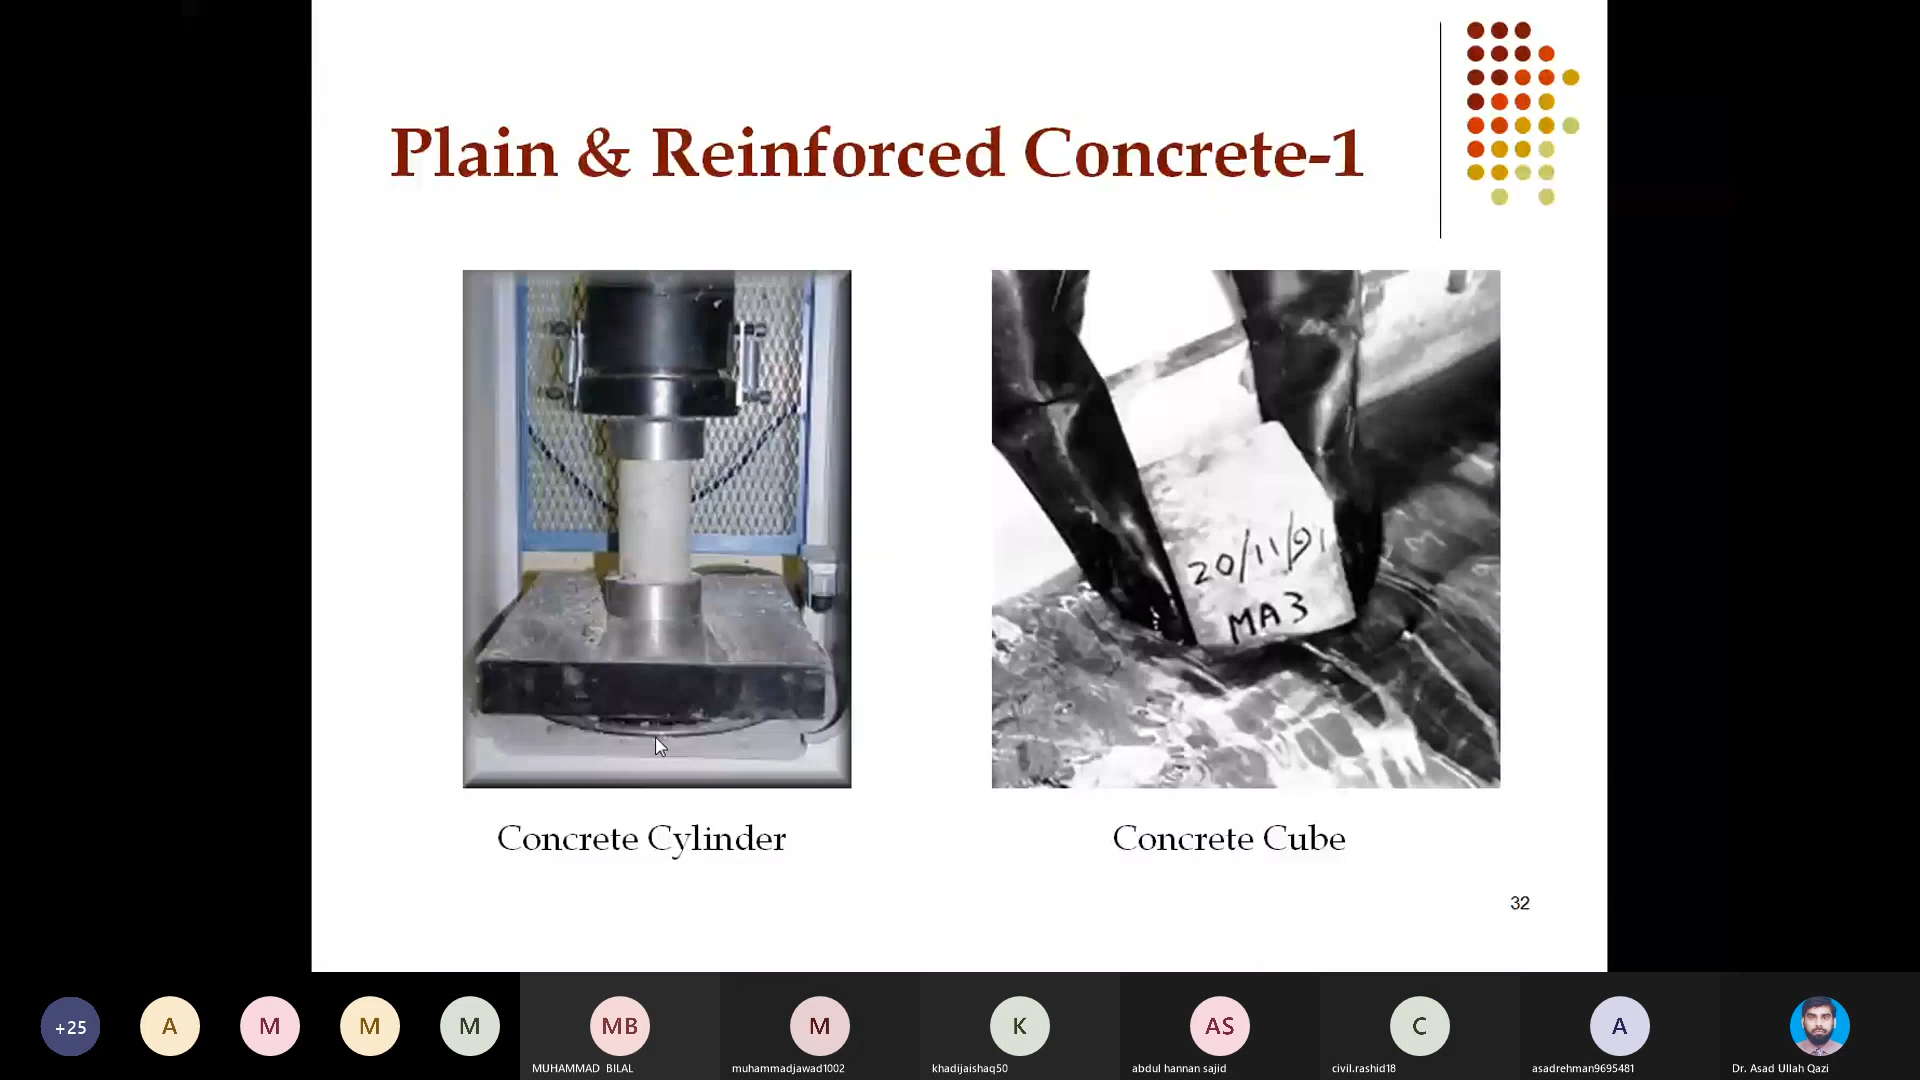 Plain & Reinforced Concrete-1
20/11/91
MA3
Concrete Cylinder
Concrete Cube
32
+25
A
M
M
M
MB
M
K
AS
C
A
MUHAMMAD BILAL
muhammadjawad1002
khadijaishaq50
abdul hannan sajid
civil.rashid18
asadrehman9695481
Dr. Asad Ullah Qazi